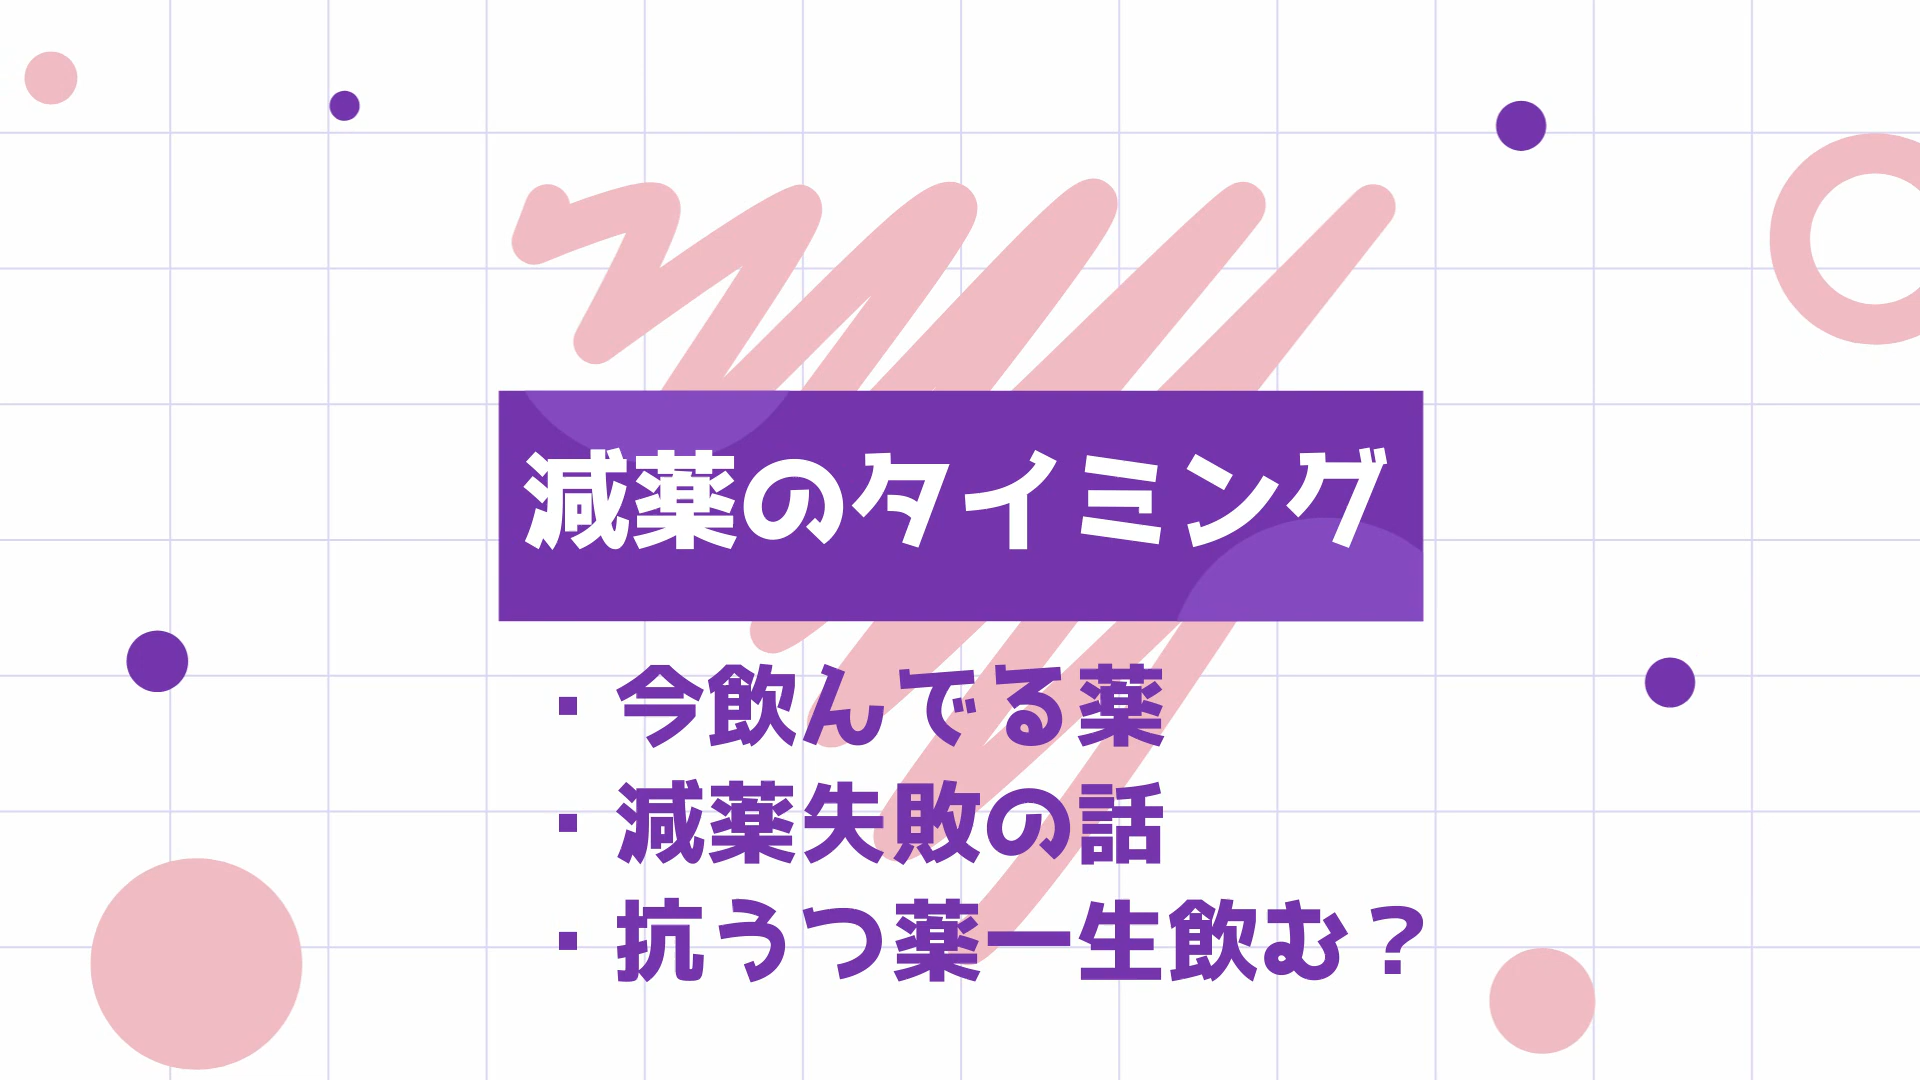 減薬のタイミング
▪ 今飲んでる薬
▪ 減薬失敗の話
▪ 抗うつ薬一生飲む？